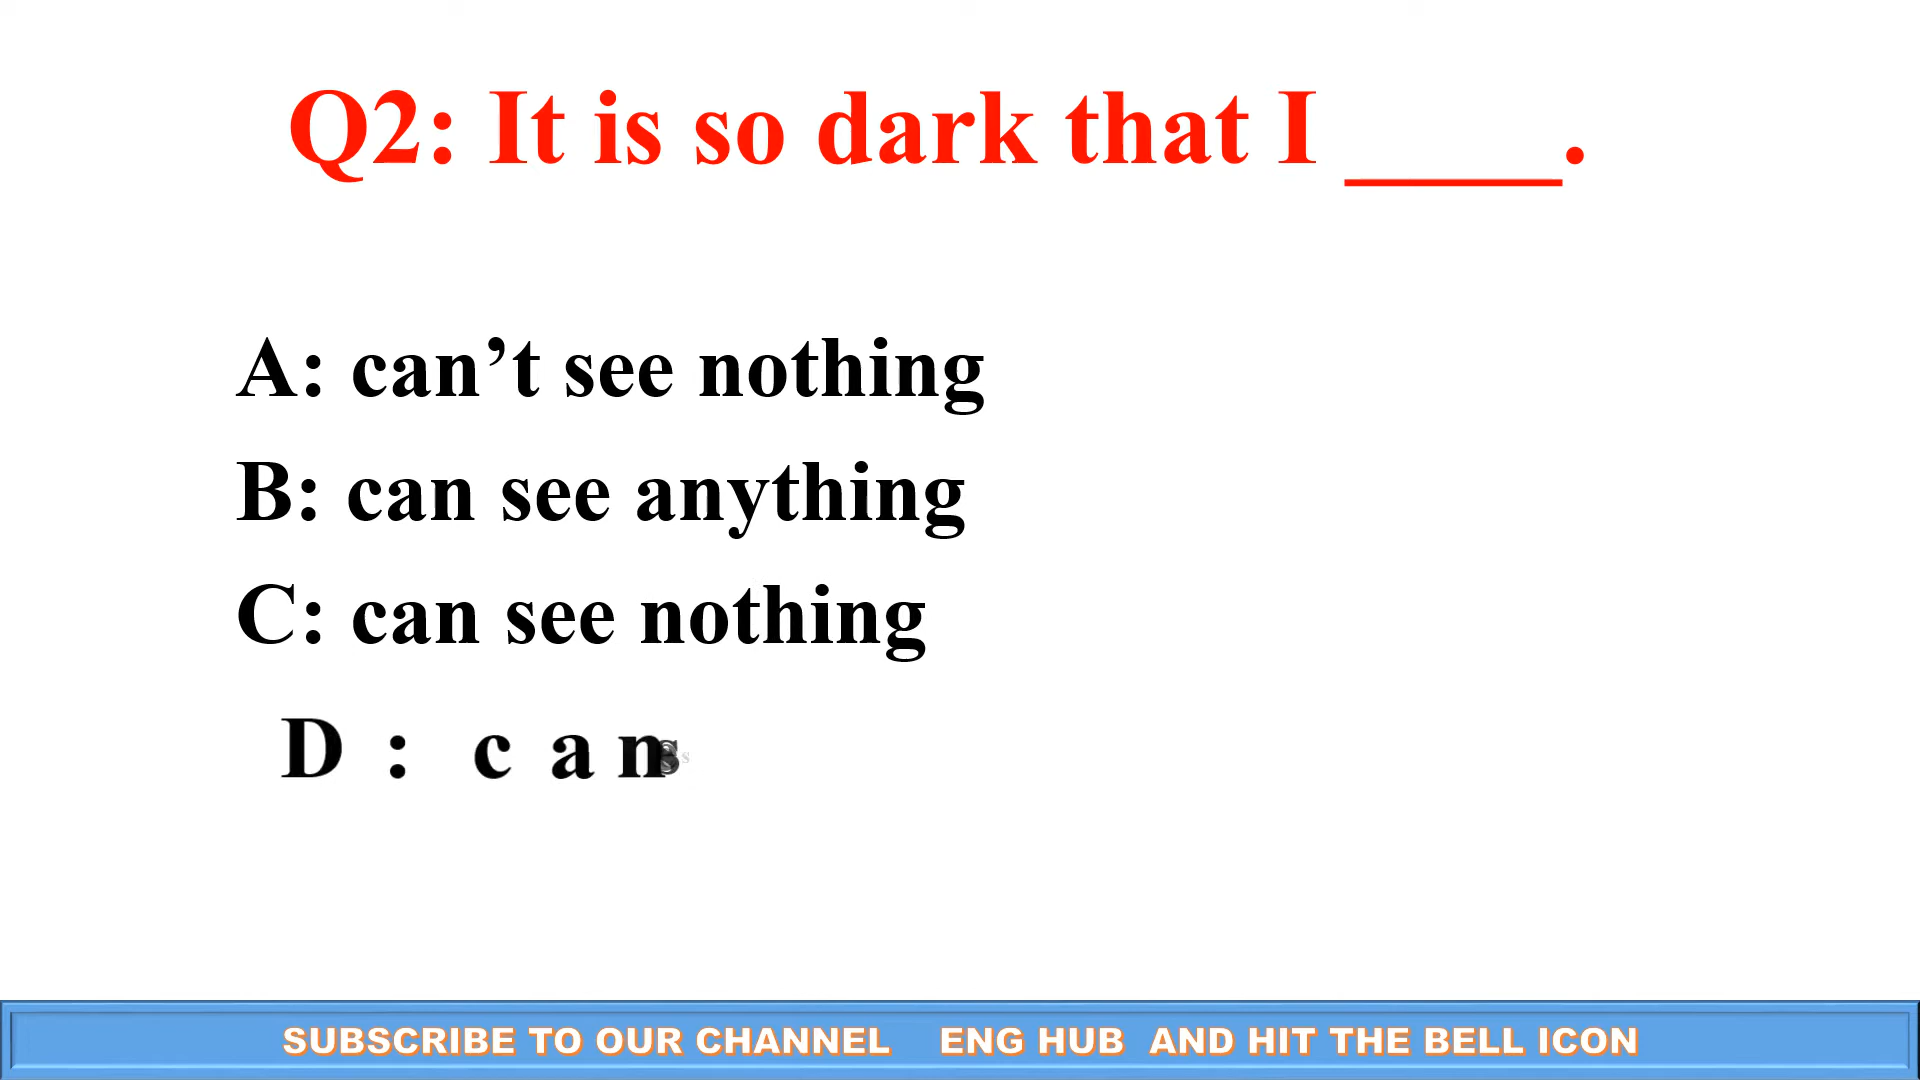 Q2: It is so dark that I ____.
A: can’t see nothing
B: can see anything
C: can see nothing
D: can
SUBSCRIBE TO OUR CHANNEL ENG HUB AND HIT THE BELL ICON